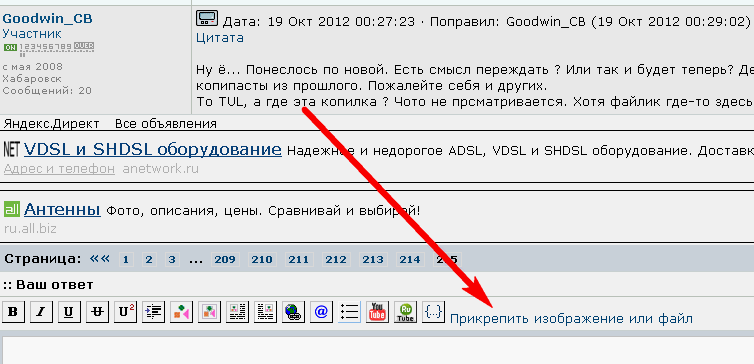 Goodwin_CB
Участник
ON 123456789 OVER
с мая 2008
Хабаровск
Сообщений: 20
Дата: 19 Окт 2012 00:27:23 · Поправил: Goodwin_CB (19 Окт 2012 00:29:02)
Цитата
Ну ё... Понеслось по новой. Есть смысл переждать ? Или так и будет теперь? Де
копипасты из прошлого. Пожалейте себя и других.
То TUL, а где эта копилка ? Чото не прсматривается. Хотя файлик где-то здесь
Яндекс.Директ Все объявления
NET VDSL и SHDSL оборудование Надежное и недорогое ADSL, VDSL и SHDSL оборудование. Доставк
Адрес и телефон anetwork.ru
all Антенны Фото, описания, цены. Сравнивай и выбирай!
ru.all.biz
Страница: «« 1 2 3 ... 209 210 211 212 213 214 215
:: Ваш ответ
B I U U U² @ You Tube Ru Tube {...} Прикрепить изображение или файл